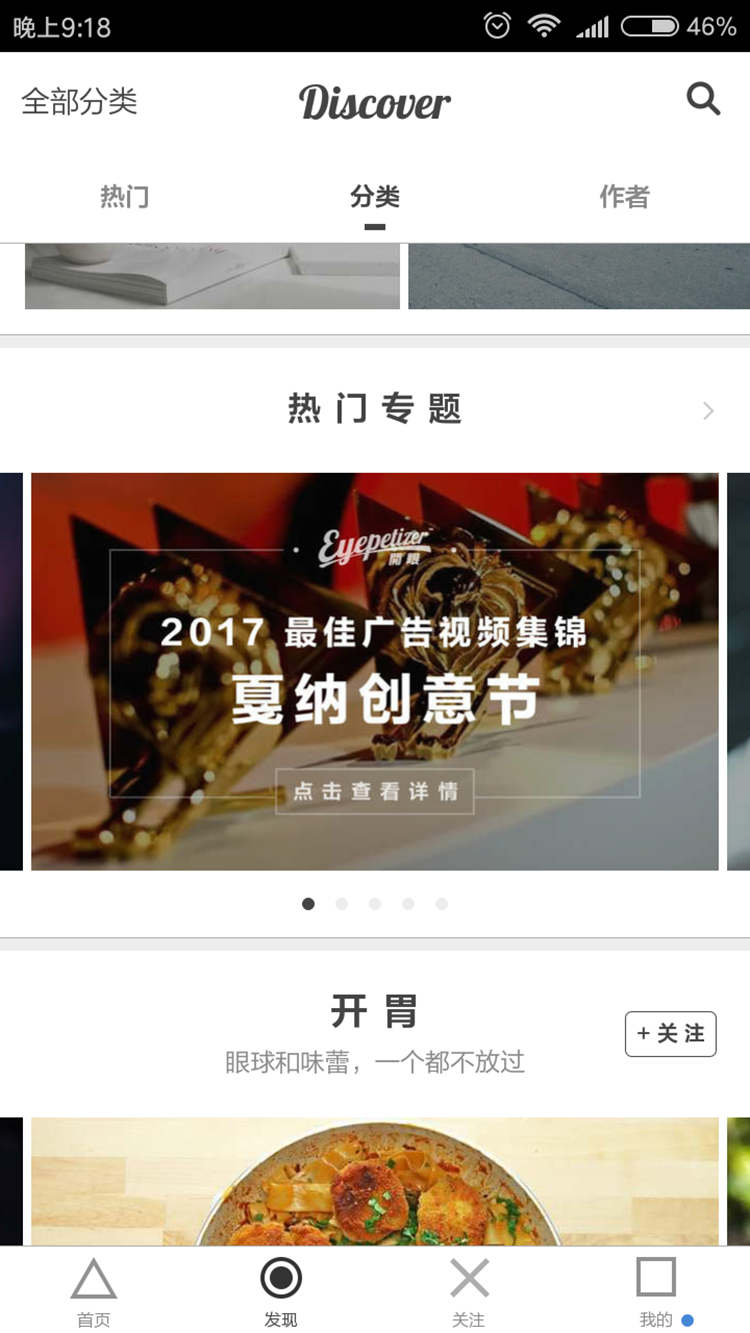 晚上9:18
46%
全部分类
Discover
热门
分类
作者
热门专题
Eyepetizer
開眼
2017 最佳广告视频集锦
戛纳创意节
点击查看详情
开胃
+ 关注
眼球和味蕾，一个都不放过
首页
发现
关注
我的